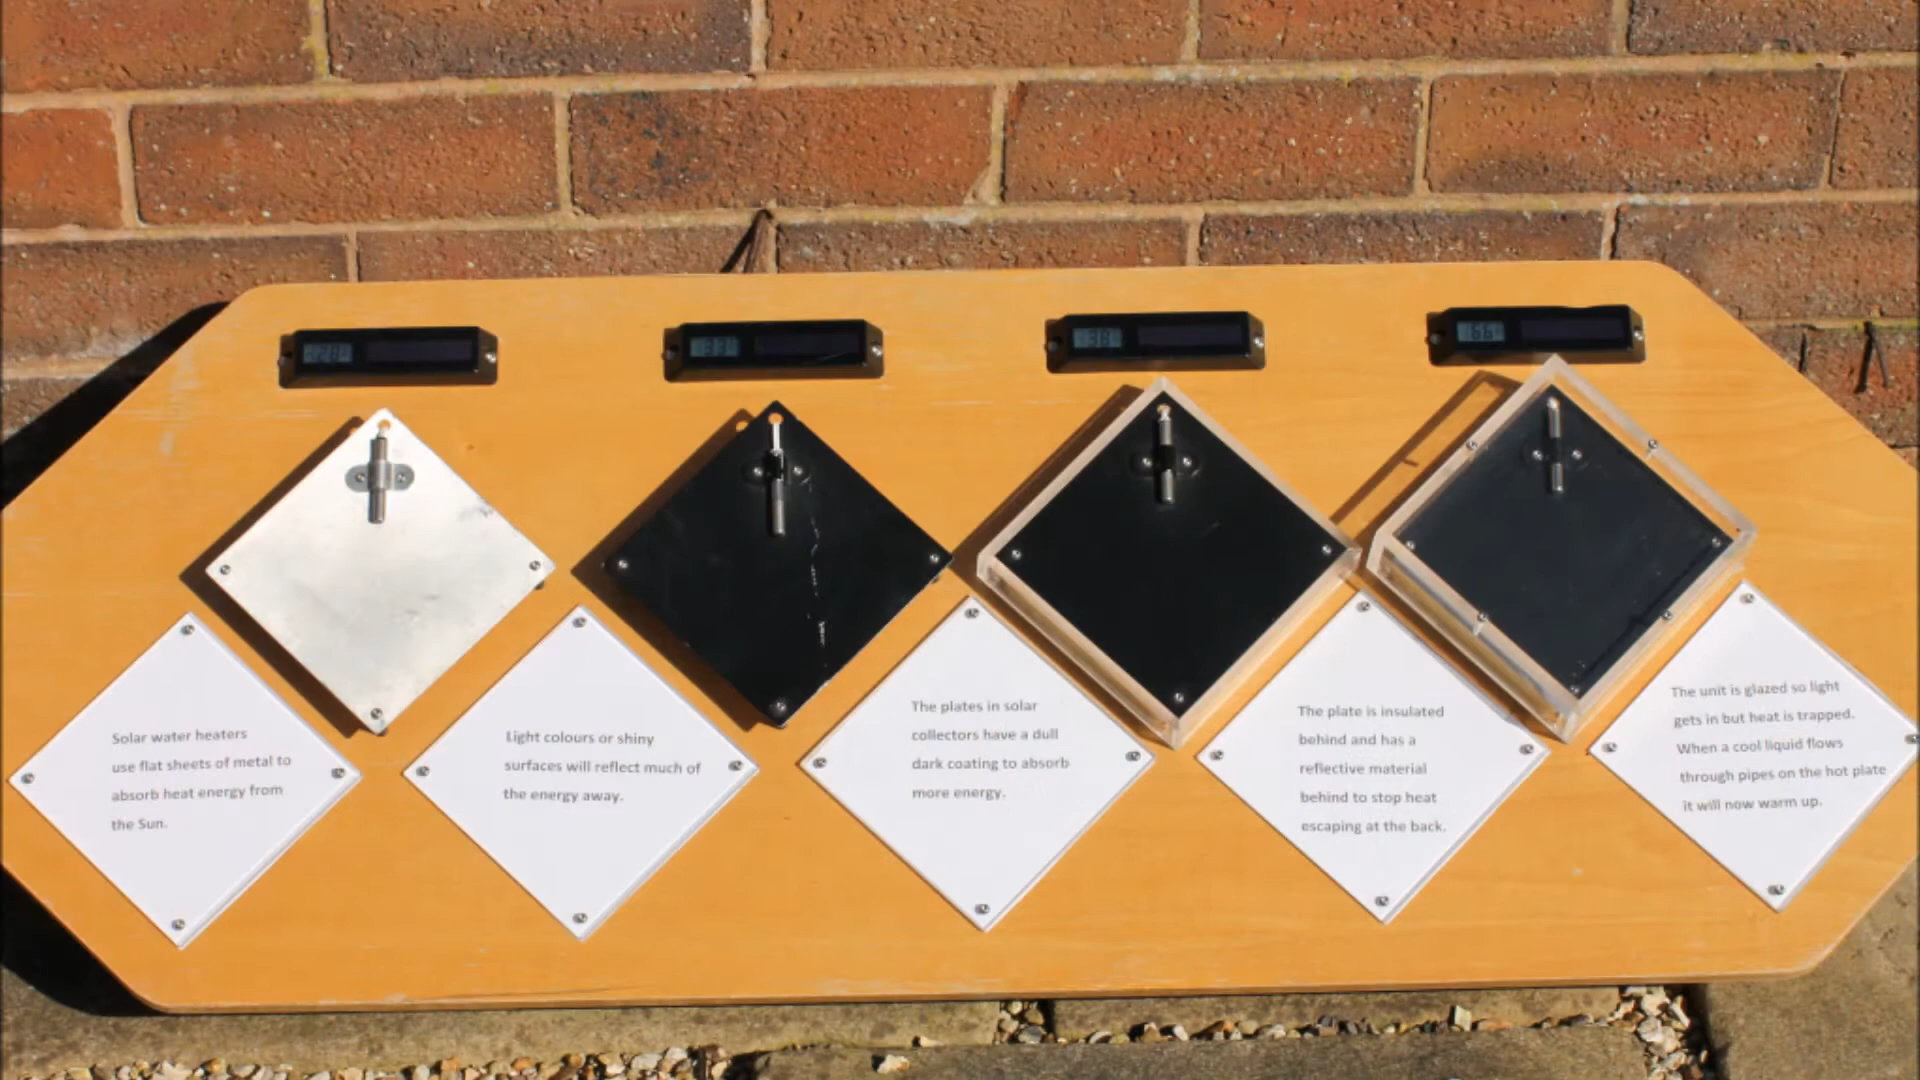 28
33
38
66
Solar water heaters
use flat sheets of metal to
absorb heat energy from
the Sun.
Light colours or shiny
surfaces will reflect much of
the energy away.
The plates in solar
collectors have a dull
dark coating to absorb
more energy.
The plate is insulated
behind and has a
reflective material
behind to stop heat
escaping at the back.
The unit is glazed so light
gets in but heat is trapped.
When a cool liquid flows
through pipes on the hot plate
it will now warm up.